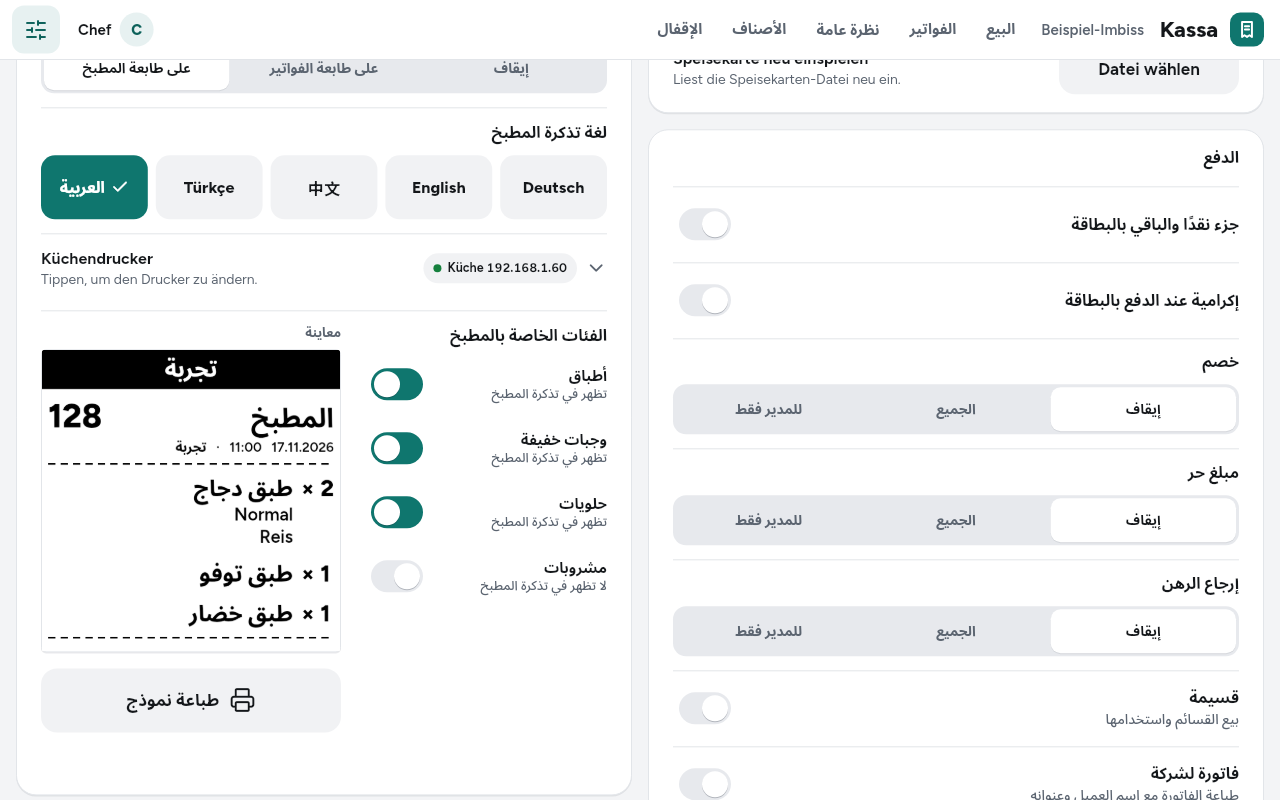 Kassa
Beispiel-Imbiss
البيع
الفواتير
نظرة عامة
الأصناف
الإقفال
C
Chef
Speisekarte neu einspielen
Liest die Speisekarten-Datei neu ein.
Datei wählen
الدفع
جزء نقدًا والباقي بالبطاقة
إكرامية عند الدفع بالبطاقة
خصم
إيقاف
الجميع
للمدير فقط
مبلغ حر
إيقاف
الجميع
للمدير فقط
إرجاع الرهن
إيقاف
الجميع
للمدير فقط
قسيمة
بيع القسائم واستخدامها
فاتورة لشركة
طباعة الفاتورة مع اسم العميل وعنوانه
إيقاف
على طابعة الفواتير
على طابعة المطبخ
لغة تذكرة المطبخ
Deutsch
English
中文
Türkçe
العربية
Küchendrucker
Tippen, um den Drucker zu ändern.
Küche 192.168.1.60
الفئات الخاصة بالمطبخ
أطباق
تظهر في تذكرة المطبخ
وجبات خفيفة
تظهر في تذكرة المطبخ
حلويات
تظهر في تذكرة المطبخ
مشروبات
لا تظهر في تذكرة المطبخ
معاينة
تجربة
المطبخ 128
17.11.2026 11:00 · تجربة
2 × طبق دجاج
Normal
Reis
1 × طبق توفو
1 × طبق خضار
طباعة نموذج